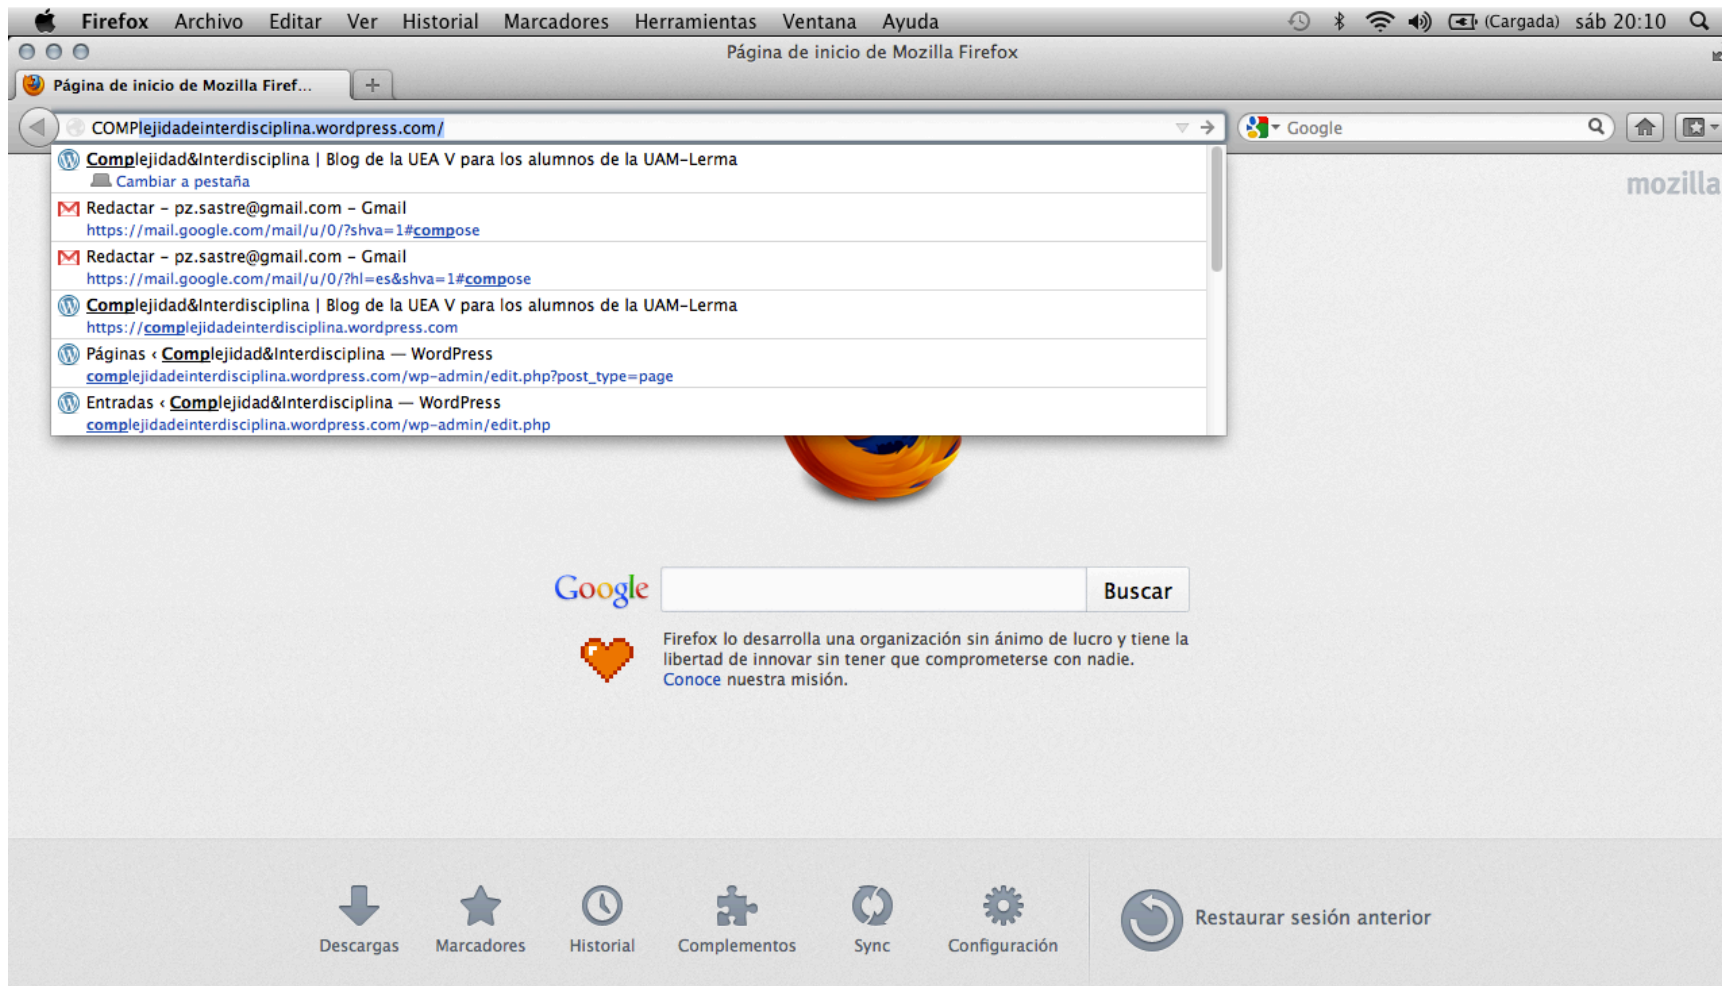 Firefox Archivo Editar Ver Historial Marcadores Herramientas Ventana Ayuda (Cargada) sáb 20:10
Página de inicio de Mozilla Firefox
Página de inicio de Mozilla Firef...
COMPlejidadeinterdisciplina.wordpress.com/
Google
Complejidad&Interdisciplina | Blog de la UEA V para los alumnos de la UAM-Lerma
Cambiar a pestaña
mozilla
Redactar – pz.sastre@gmail.com – Gmail
https://mail.google.com/mail/u/0/?shva=1#compose
Redactar – pz.sastre@gmail.com – Gmail
https://mail.google.com/mail/u/0/?hl=es&shva=1#compose
Complejidad&Interdisciplina | Blog de la UEA V para los alumnos de la UAM-Lerma
https://complejidadeinterdisciplina.wordpress.com
Páginas ‹ Complejidad&Interdisciplina — WordPress
complejidadeinterdisciplina.wordpress.com/wp-admin/edit.php?post_type=page
Entradas ‹ Complejidad&Interdisciplina — WordPress
complejidadeinterdisciplina.wordpress.com/wp-admin/edit.php
Google
Buscar
Firefox lo desarrolla una organización sin ánimo de lucro y tiene la
libertad de innovar sin tener que comprometerse con nadie.
Conoce nuestra misión.
Descargas Marcadores Historial Complementos Sync Configuración
Restaurar sesión anterior